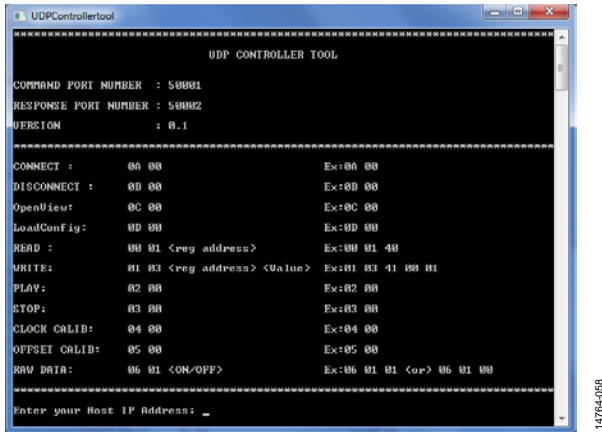 UDPControllertool
************************************************************************
UDP CONTROLLER TOOL
COMMAND PORT NUMBER : 50001
RESPONSE PORT NUMBER : 50002
VERSION : 0.1
************************************************************************
CONNECT : 0A 00 Ex:0A 00
DISCONNECT : 0B 00 Ex:0B 00
OpenView: 0C 00 Ex:0C 00
LoadConfig: 0D 00 Ex:0D 00
READ : 00 01 <reg address> Ex:00 01 40
WRITE: 01 03 <reg address> <Value> Ex:01 03 41 00 01
PLAY: 02 00 Ex:02 00
STOP: 03 00 Ex:03 00
CLOCK CALIB: 04 00 Ex:04 00
OFFSET CALIB: 05 00 Ex:05 00
RAW DATA: 06 01 <ON/OFF> Ex:06 01 01 <or> 06 01 00
************************************************************************
Enter your Host IP Address: _
14764-058